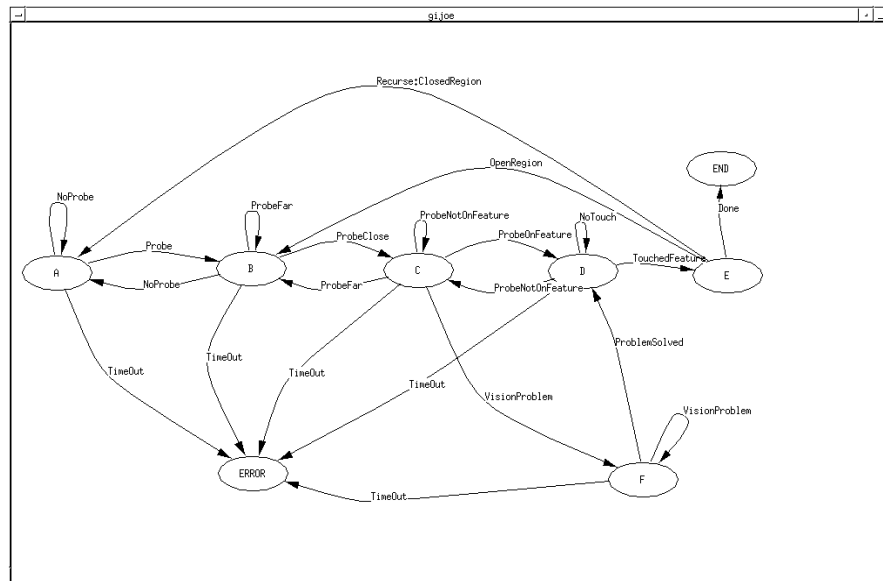 gijoe
Recurse:ClosedRegion
OpenRegion
END
NoProbe
ProbeFar
ProbeNotOnFeature
NoTouch
Done
Probe
ProbeClose
ProbeOnFeature
TouchedFeature
A
B
C
D
E
NoProbe
ProbeFar
ProbeNotOnFeature
ProblemSolved
TimeOut
TimeOut
TimeOut
TimeOut
VisionProblem
VisionProblem
ERROR
F
TimeOut